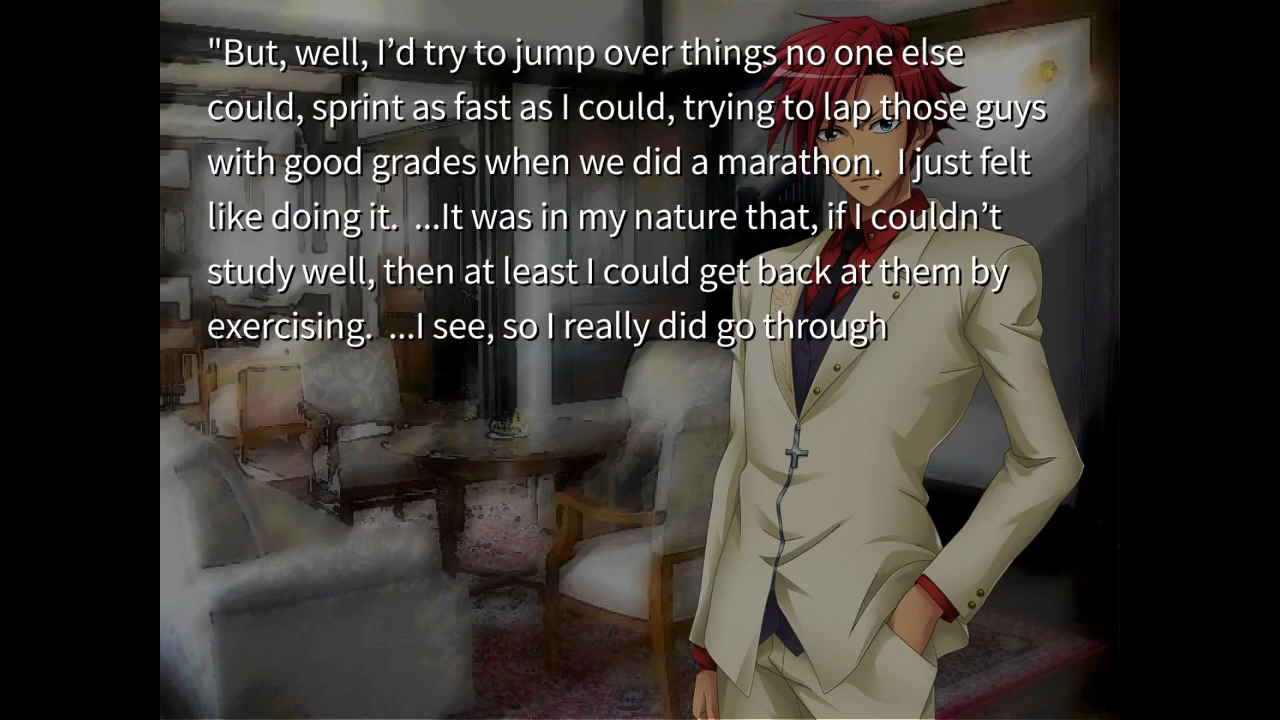 "But, well, I’d try to jump over things no one else
could, sprint as fast as I could, trying to lap those guys
with good grades when we did a marathon.  I just felt
like doing it.  ...It was in my nature that, if I couldn’t
study well, then at least I could get back at them by
exercising.  ...I see, so I really did go through